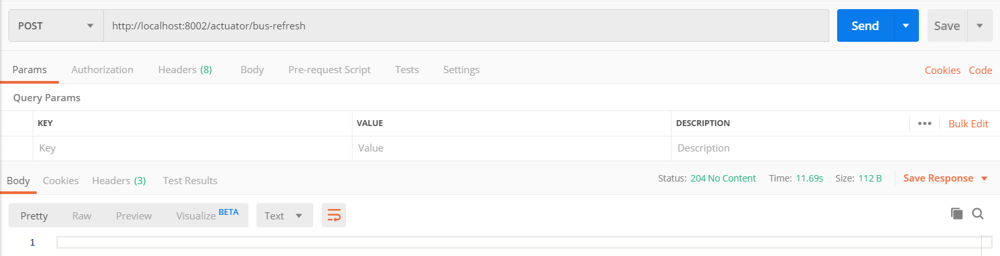 POST http://localhost:8002/actuator/bus-refresh Send Save
Params Authorization Headers (8) Body Pre-request Script Tests Settings Cookies Code
Query Params
KEY VALUE DESCRIPTION ••• Bulk Edit
Key Value Description
Body Cookies Headers (3) Test Results Status: 204 No Content Time: 11.69s Size: 112 B Save Response
Pretty Raw Preview Visualize BETA Text
1